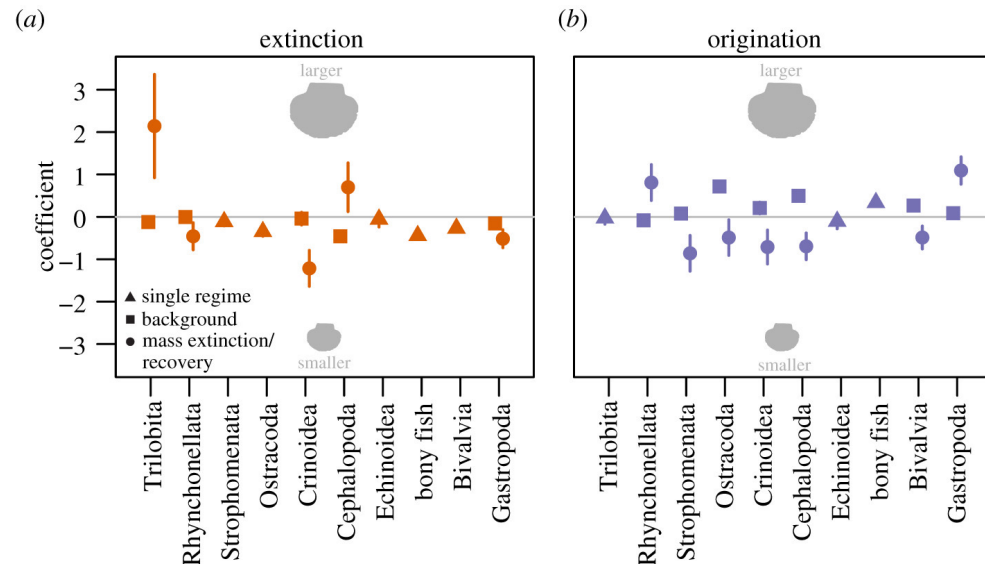 (a)
extinction
larger
3
2
1
0
−1
−2
−3
coefficient
single regime
background
mass extinction/
recovery
smaller
Trilobita
Rhynchonellata
Strophomenata
Ostracoda
Crinoidea
Cephalopoda
Echinoidea
bony fish
Bivalvia
Gastropoda
(b)
origination
larger
smaller
Trilobita
Rhynchonellata
Strophomenata
Ostracoda
Crinoidea
Cephalopoda
Echinoidea
bony fish
Bivalvia
Gastropoda